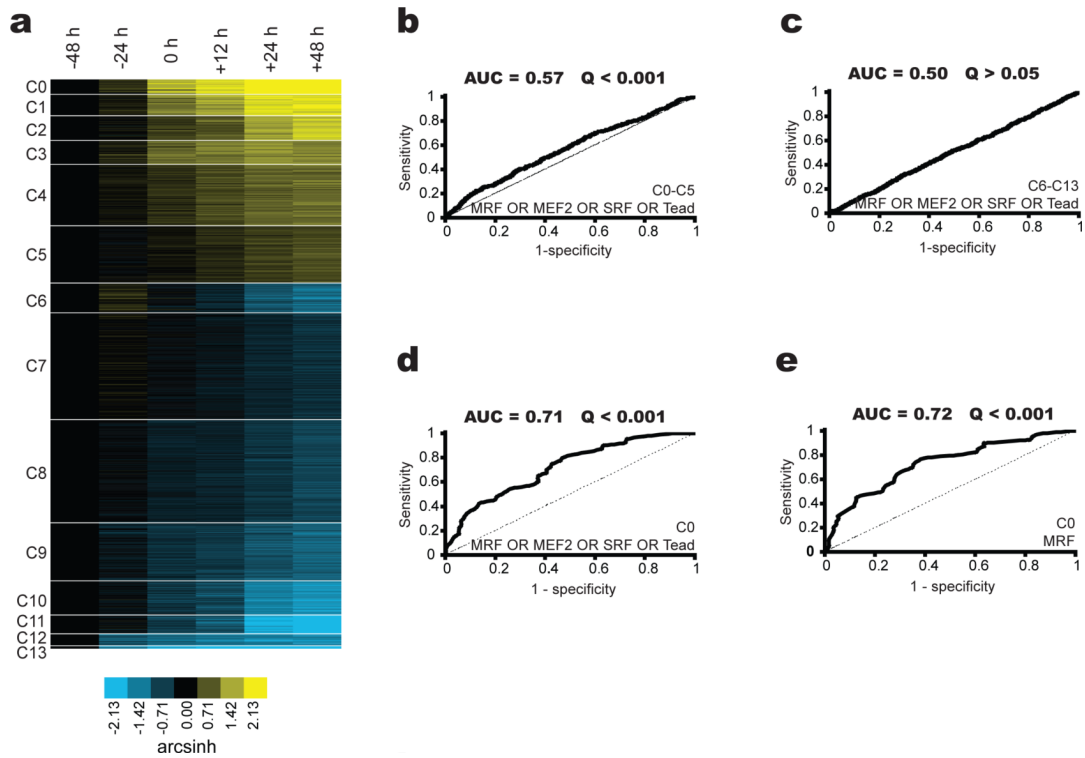 a
-48 h
-24 h
0 h
+12 h
+24 h
+48 h
C0
C1
C2
C3
C4
C5
C6
C7
C8
C9
C10
C11
C12
C13
-2.13
-1.42
-0.71
0.00
0.71
1.42
2.13
arcsinh
b
AUC = 0.57 Q < 0.001
Sensitivity
1
0.8
0.6
0.4
0.2
0
C0-C5
MRF OR MEF2 OR SRF OR Tead
0 0.2 0.4 0.6 0.8 1
1-specificity
c
AUC = 0.50 Q > 0.05
Sensitivity
1
0.8
0.6
0.4
0.2
0
C6-C13
MRF OR MEF2 OR SRF OR Tead
0 0.2 0.4 0.6 0.8 1
1-specificity
d
AUC = 0.71 Q < 0.001
Sensitivity
1
0.8
0.6
0.4
0.2
0
C0
MRF OR MEF2 OR SRF OR Tead
0 0.2 0.4 0.6 0.8 1
1 - specificity
e
AUC = 0.72 Q < 0.001
Sensitivity
1
0.8
0.6
0.4
0.2
0
C0
MRF
0 0.2 0.4 0.6 0.8 1
1 - specificity